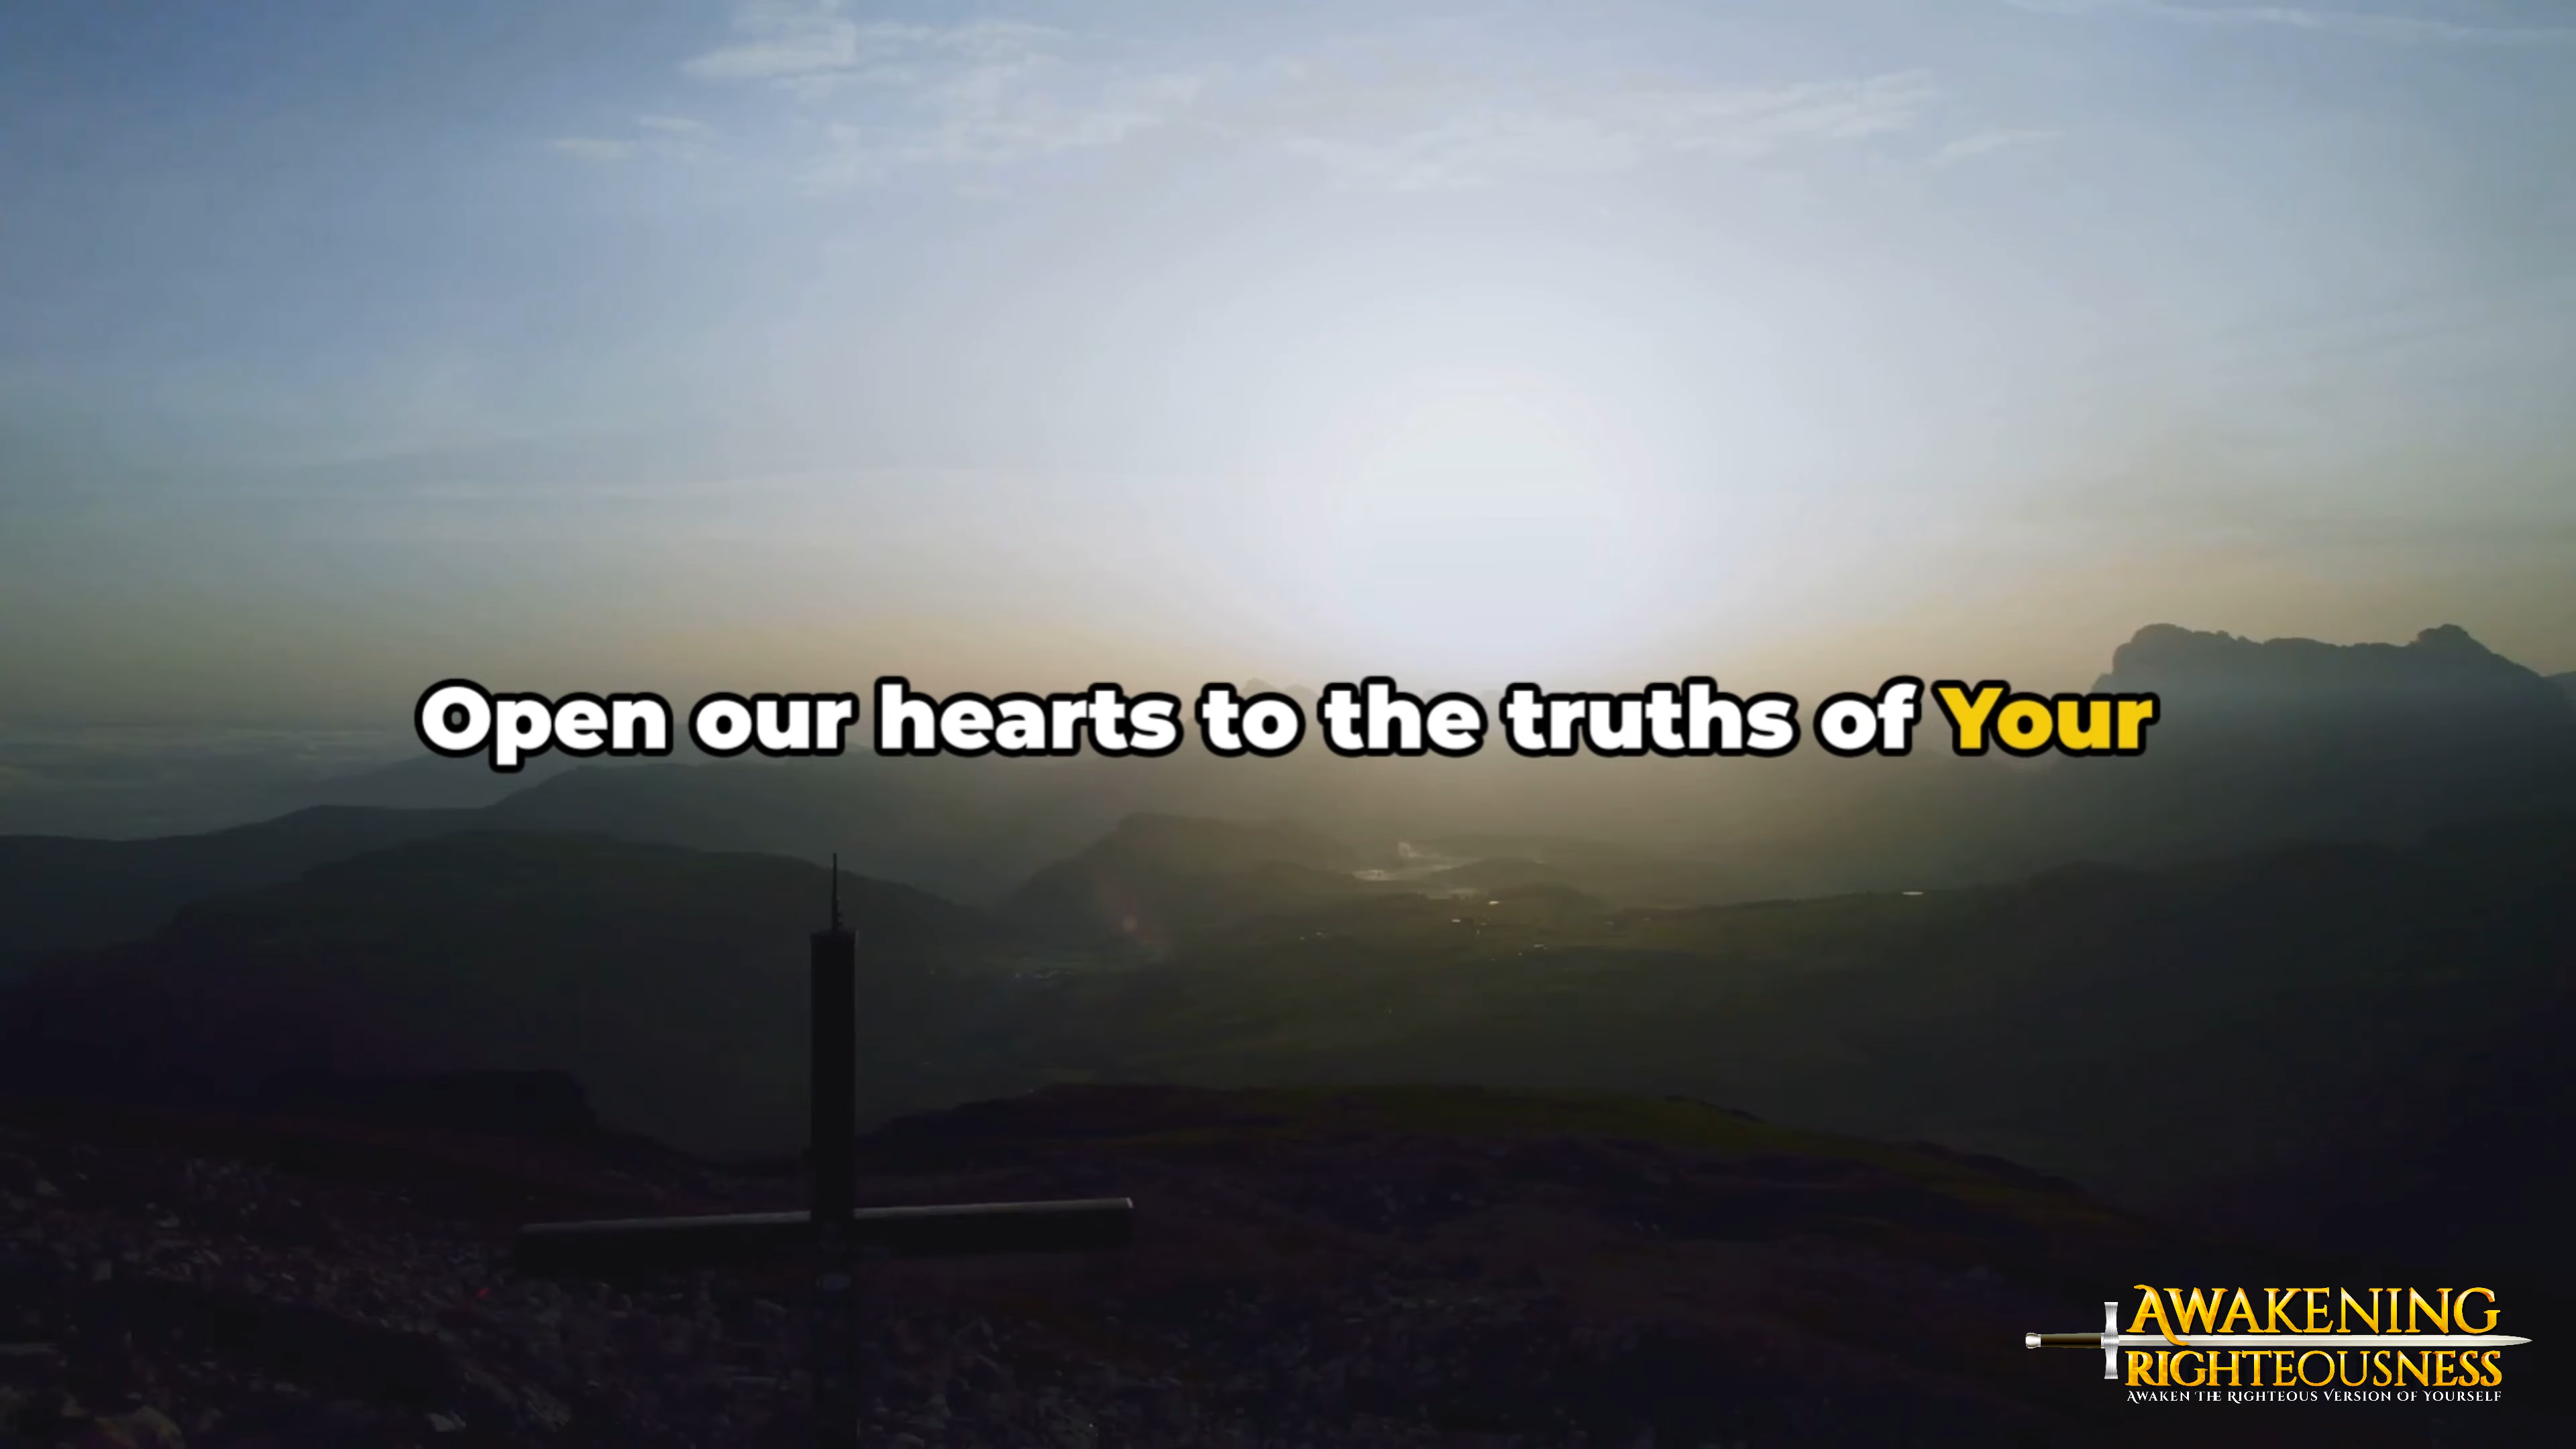 Open our hearts to the truths of Your
AWAKENING
RIGHTEOUSNESS
AWAKEN THE RIGHTEOUS VERSION OF YOURSELF